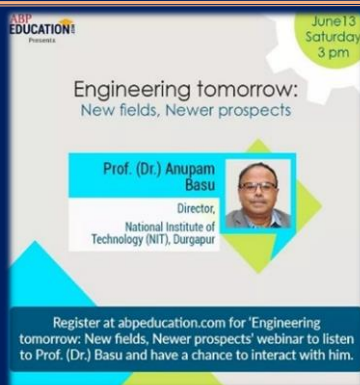 ABP
EDUCATION
Presents
June13
Saturday
3 pm
Engineering tomorrow:
New fields, Newer prospects
Prof. (Dr.) Anupam
Basu
Director,
National Institute of
Technology (NIT), Durgapur
Register at abpeducation.com for 'Engineering
tomorrow: New fields, Newer prospects' webinar to listen
to Prof. (Dr.) Basu and have a chance to interact with him.